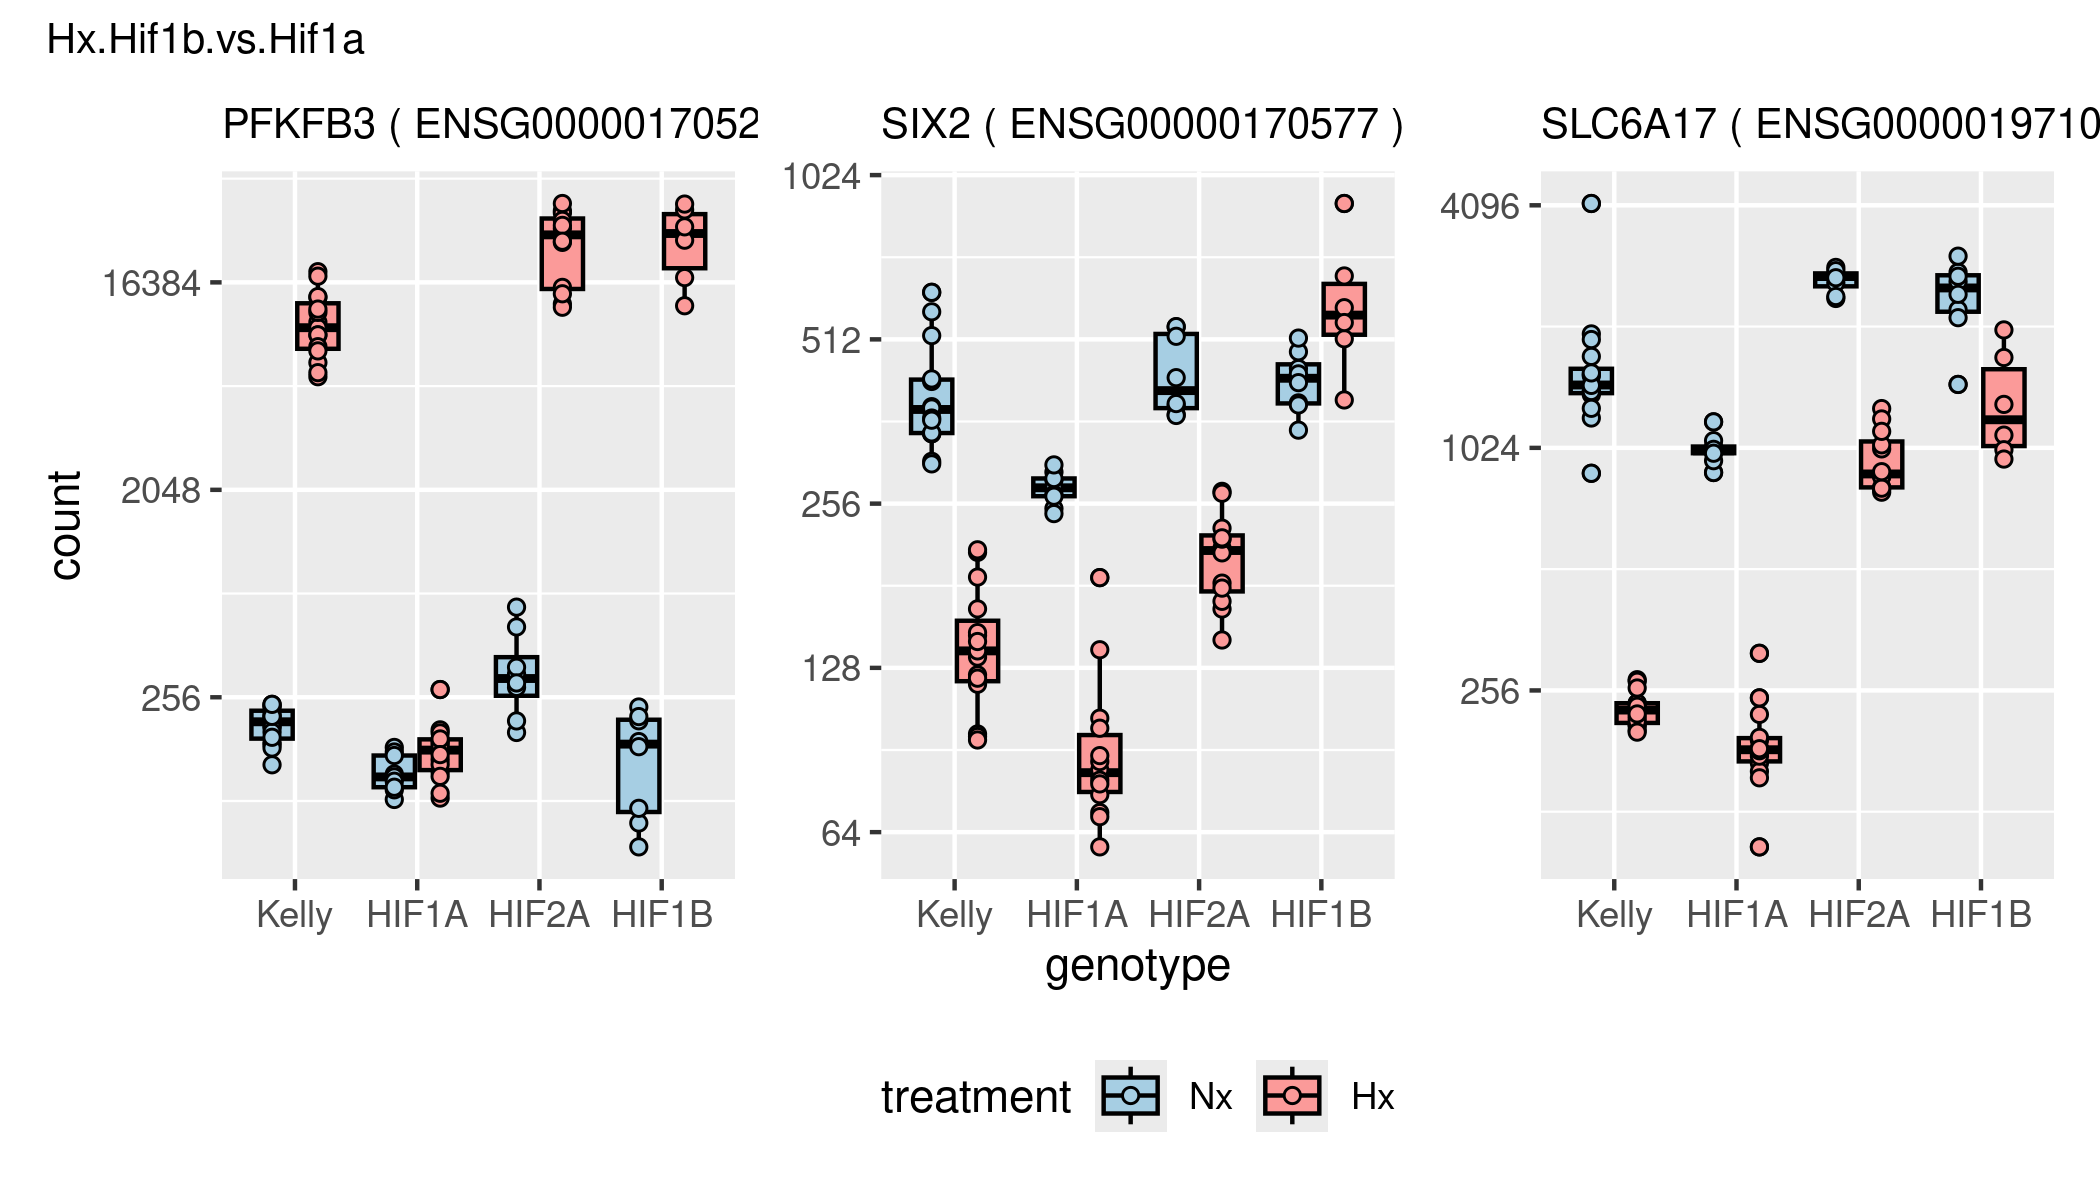 Hx.Hif1b.vs.Hif1a
PFKFB3 ( ENSG0000017052
SIX2 ( ENSG00000170577 )
SLC6A17 ( ENSG0000019710
count
16384
2048
256
Kelly HIF1A HIF2A HIF1B
1024
512
256
128
64
Kelly HIF1A HIF2A HIF1B
4096
1024
256
Kelly HIF1A HIF2A HIF1B
genotype
treatment Nx Hx